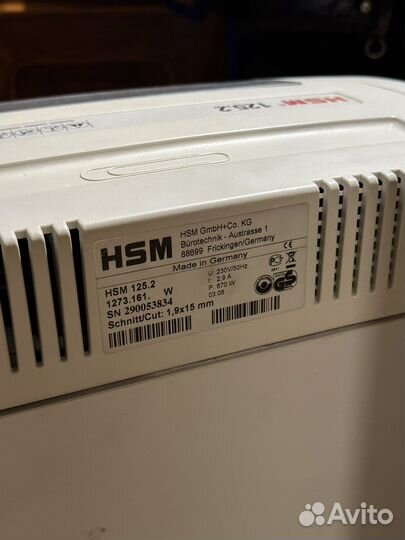 HSM 125.2
HSM
HSM GmbH+Co. KG
Bürotechnik - Austrasse 1
88699 Frickingen/Germany
Made in Germany
HSM 125.2
1273.161. W
SN 290053834
Schnitt/Cut: 1,9x15 mm
U: 230V/50Hz
I: 2,9 A
P: 670 W
03.08
Avito